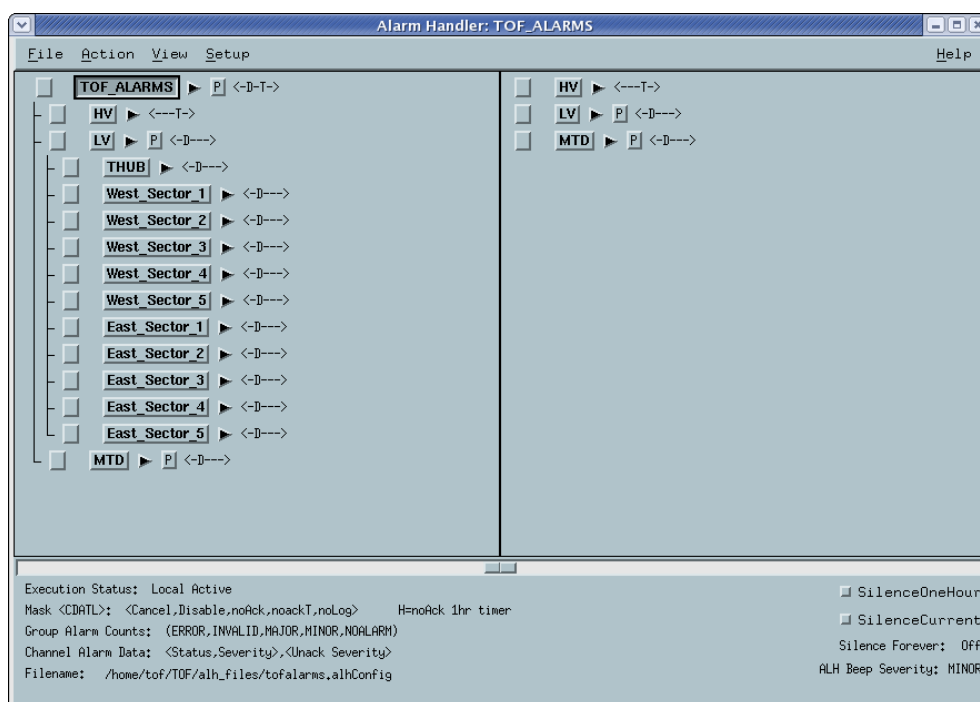 Alarm Handler: TOF_ALARMS
File Action View Setup Help
TOF_ALARMS P <-D-T->
HV <---T->
LV P <-D--->
THUB <-D--->
West_Sector_1 <-D--->
West_Sector_2 <-D--->
West_Sector_3 <-D--->
West_Sector_4 <-D--->
West_Sector_5 <-D--->
East_Sector_1 <-D--->
East_Sector_2 <-D--->
East_Sector_3 <-D--->
East_Sector_4 <-D--->
East_Sector_5 <-D--->
MTD P <-D--->
HV <---T->
LV P <-D--->
MTD P <-D--->
Execution Status: Local Active
Mask <CDATL>: <Cancel,Disable,noAck,noackT,noLog> H=noAck 1hr timer
Group Alarm Counts: (ERROR,INVALID,MAJOR,MINOR,NOALARM)
Channel Alarm Data: <Status,Severity>,<Unack Severity>
Filename: /home/tof/TOF/alh_files/tofalarms.alhConfig
SilenceOneHour
SilenceCurrent
Silence Forever: Off
ALH Beep Severity: MINOR